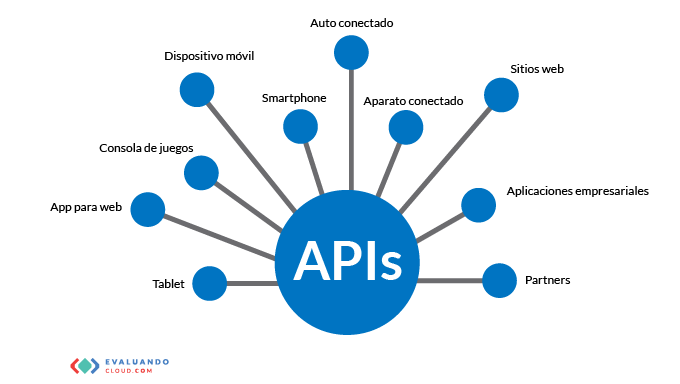 Auto conectado
Dispositivo móvil
Sitios web
Smartphone
Aparato conectado
Consola de juegos
Aplicaciones empresariales
App para web
APIs
Tablet
Partners
EVALUANDO
CLOUD.COM